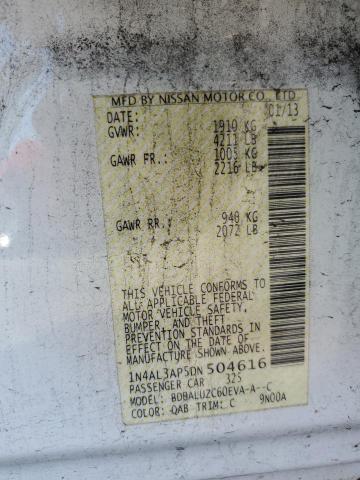 MFD BY NISSAN MOTOR CO., LTD.
DATE: 01/13
GVWR: 1910 KG
4211 LB
GAWR FR.: 1005 KG
2216 LB
GAWR RR.: 940 KG
2072 LB
THIS VEHICLE CONFORMS TO
ALL APPLICABLE FEDERAL
MOTOR VEHICLE SAFETY,
BUMPER, AND THEFT
PREVENTION STANDARDS IN
EFFECT ON THE DATE OF
MANUFACTURE SHOWN ABOVE.
1N4AL3AP5DN 504616
PASSENGER CAR 325
MODEL: BDBALUZC60EVA-A--C
COLOR: QAB TRIM: C 9N00A